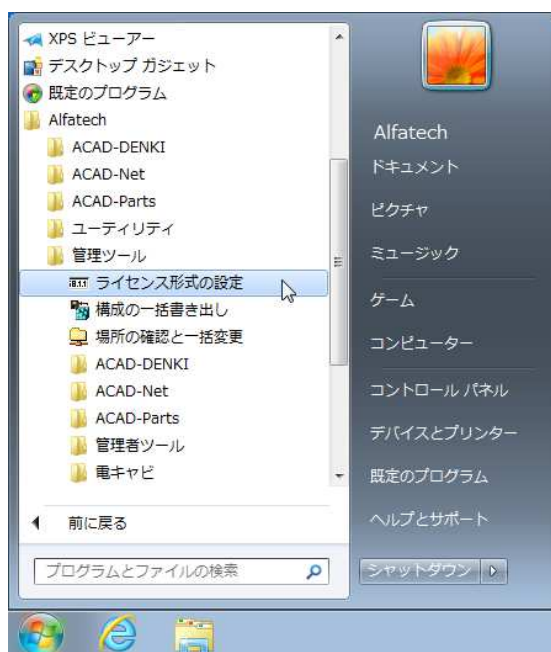 XPS ビューアー
デスクトップ ガジェット
既定のプログラム
Alfatech
ACAD-DENKI
ACAD-Net
ACAD-Parts
ユーティリティ
管理ツール
ライセンス形式の設定
構成の一括書き出し
場所の確認と一括変更
ACAD-DENKI
ACAD-Net
ACAD-Parts
管理者ツール
電キャビ
前に戻る
プログラムとファイルの検索
Alfatech
ドキュメント
ピクチャ
ミュージック
ゲーム
コンピューター
コントロール パネル
デバイスとプリンター
既定のプログラム
ヘルプとサポート
シャットダウン